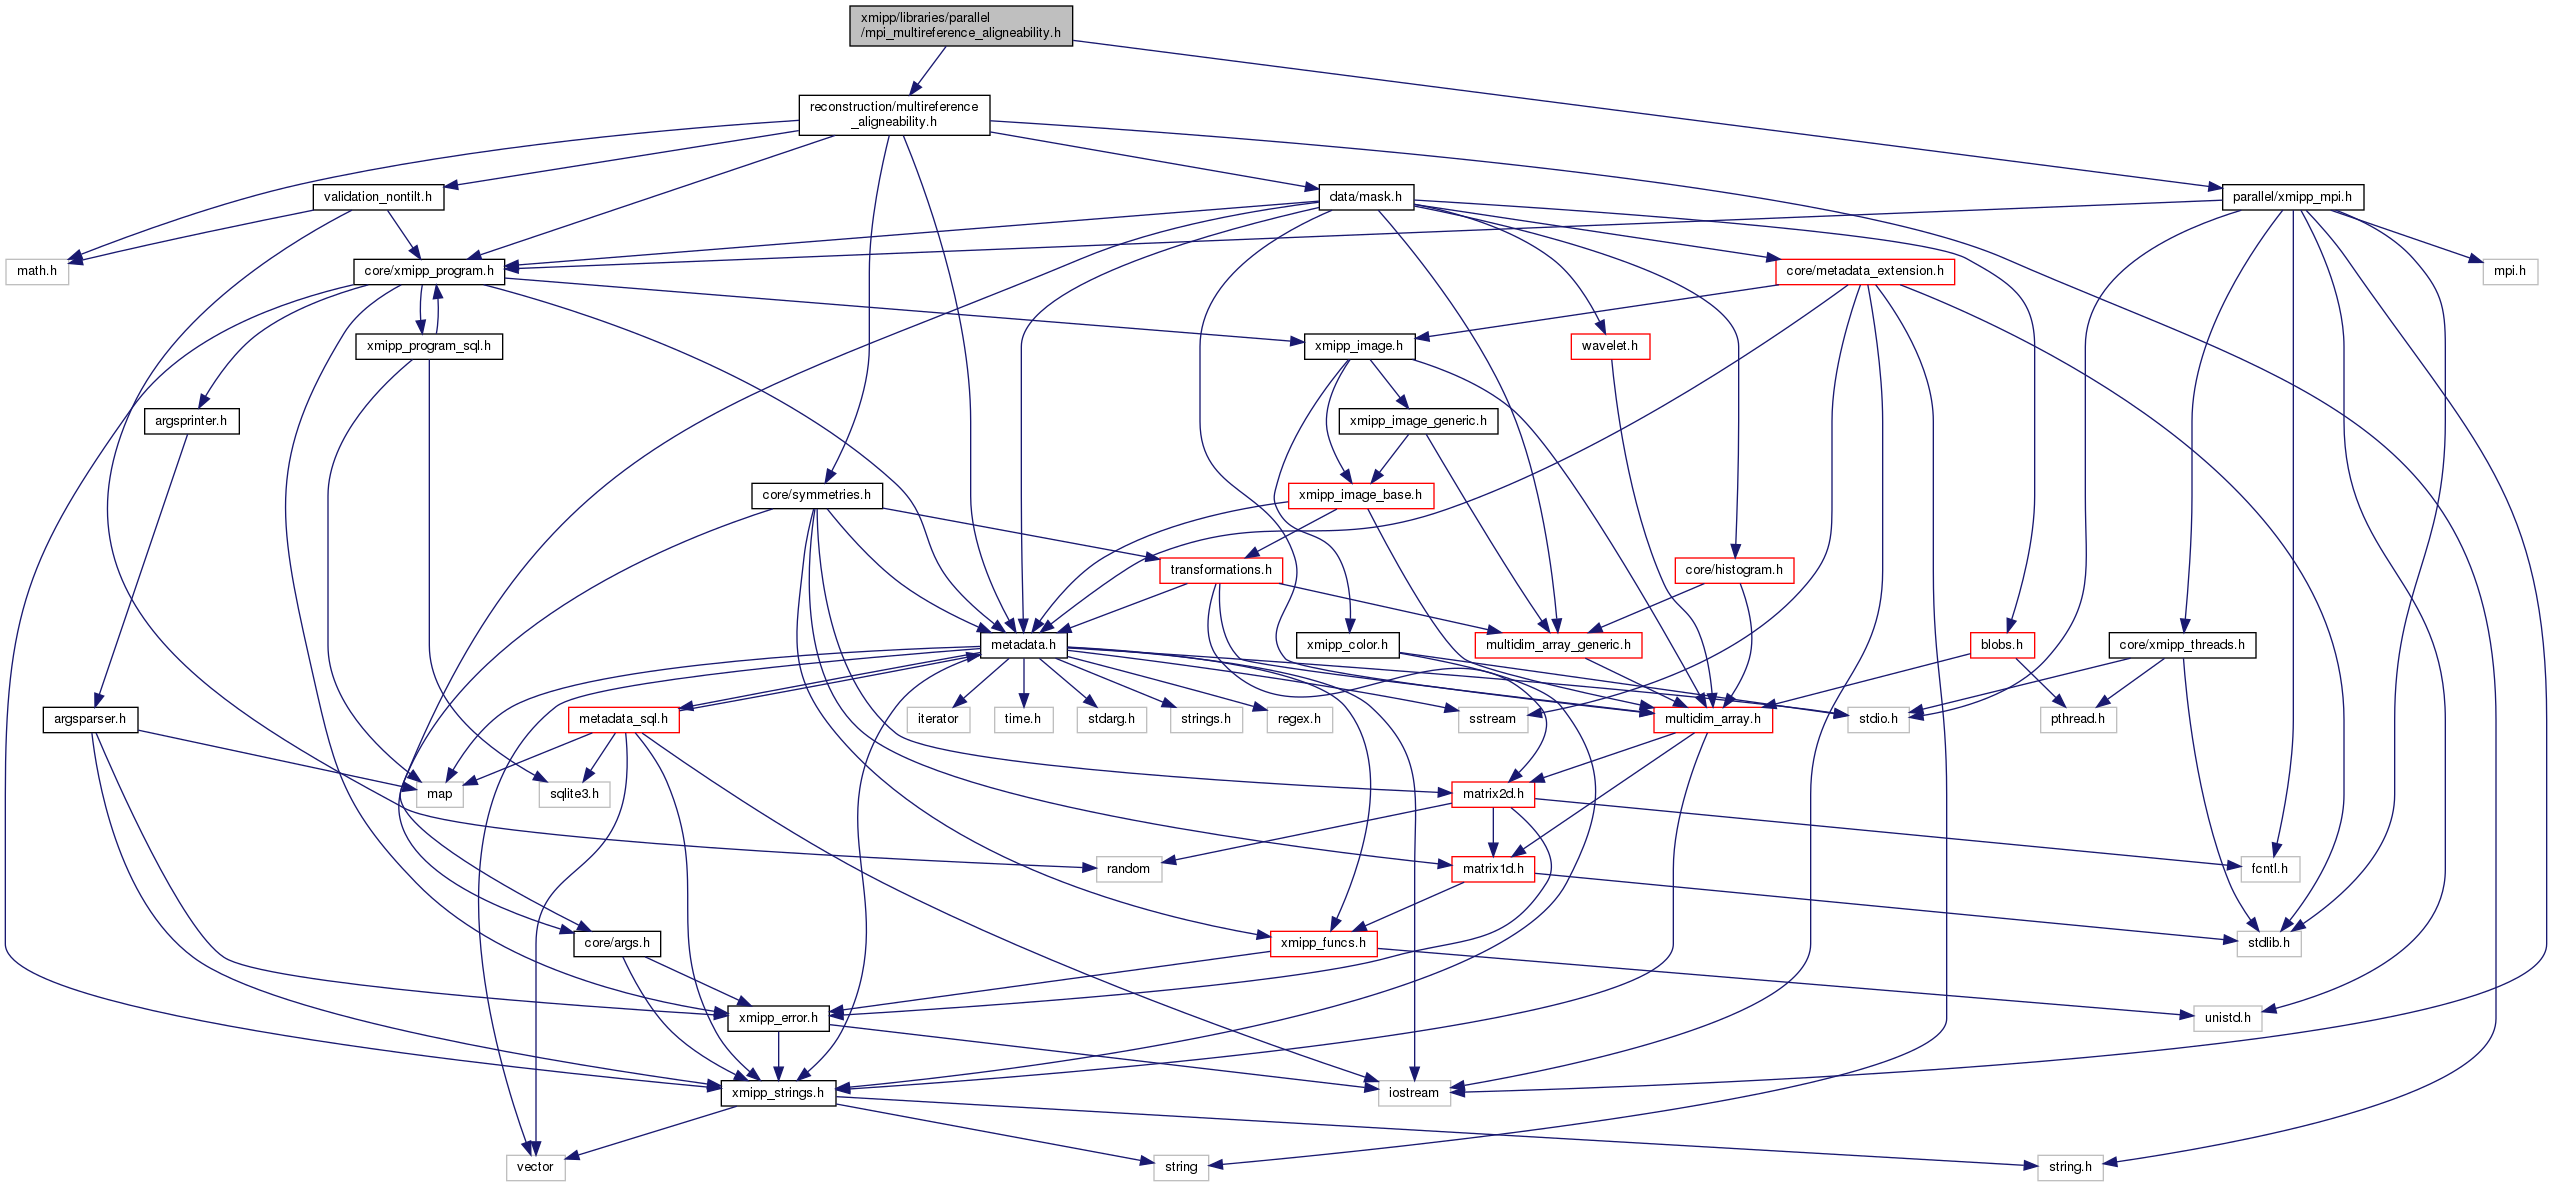 xmipp/libraries/parallel
/mpi_multireference_aligneability.h
reconstruction/multireference
_aligneability.h
validation_nontilt.h
data/mask.h
parallel/xmipp_mpi.h
math.h
core/xmipp_program.h
core/metadata_extension.h
mpi.h
xmipp_program_sql.h
xmipp_image.h
wavelet.h
argsprinter.h
xmipp_image_generic.h
core/symmetries.h
xmipp_image_base.h
transformations.h
core/histogram.h
metadata.h
xmipp_color.h
multidim_array_generic.h
blobs.h
core/xmipp_threads.h
argsparser.h
metadata_sql.h
iterator
time.h
stdarg.h
strings.h
regex.h
sstream
multidim_array.h
stdio.h
pthread.h
map
sqlite3.h
matrix2d.h
random
matrix1d.h
fcntl.h
core/args.h
xmipp_funcs.h
stdlib.h
xmipp_error.h
unistd.h
xmipp_strings.h
iostream
vector
string
string.h